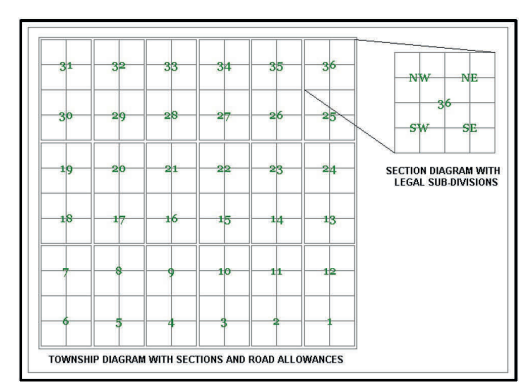 31 32 33 34 35 36
30 29 28 27 26 25
19 20 21 22 23 24
18 17 16 15 14 13
7 8 9 10 11 12
6 5 4 3 2 1
TOWNSHIP DIAGRAM WITH SECTIONS AND ROAD ALLOWANCES
NW NE
36
SW SE
SECTION DIAGRAM WITH
LEGAL SUB-DIVISIONS